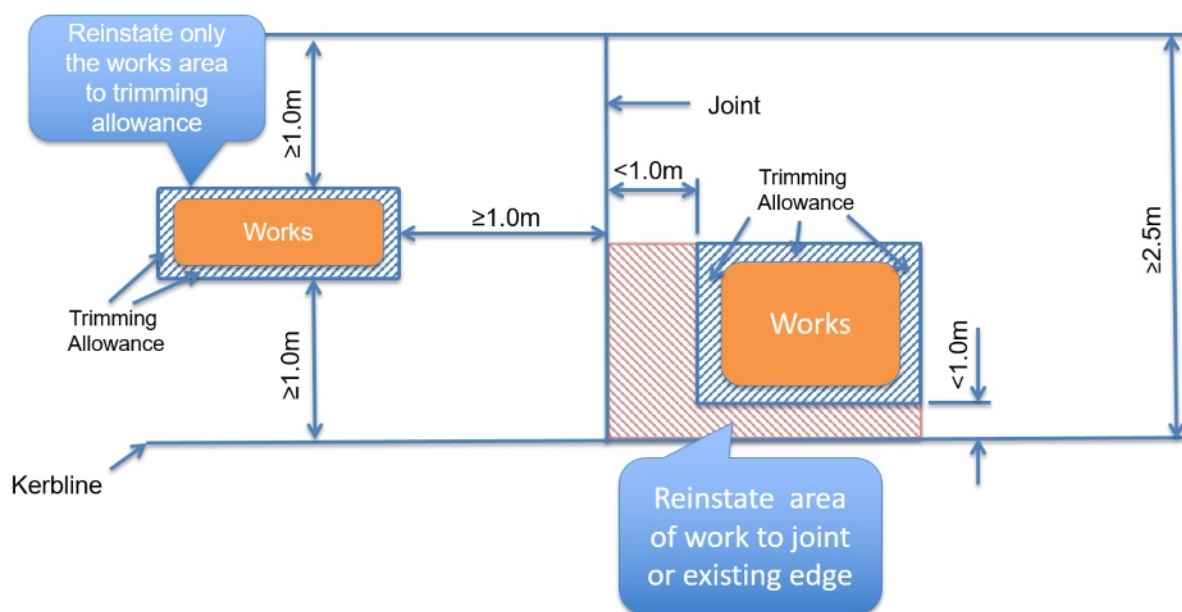 Reinstate only
the works area
to trimming
allowance
≥1.0m
Joint
<1.0m
Trimming
Allowance
≥2.5m
Works
≥1.0m
Works
Trimming
Allowance
≥1.0m
<1.0m
Kerbline
Reinstate area
of work to joint
or existing edge